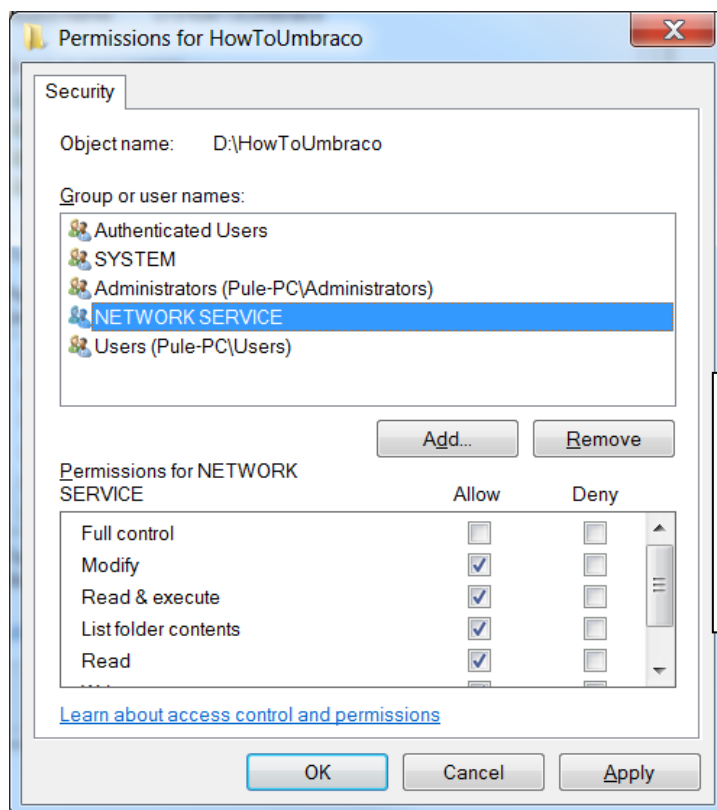 Permissions for HowToUmbraco
Security
Object name: D:\HowToUmbraco
Group or user names:
Authenticated Users
SYSTEM
Administrators (Pule-PC\Administrators)
NETWORK SERVICE
Users (Pule-PC\Users)
Add... Remove
Permissions for NETWORK
SERVICE Allow Deny
Full control
Modify
Read & execute
List folder contents
Read
Learn about access control and permissions
OK Cancel Apply